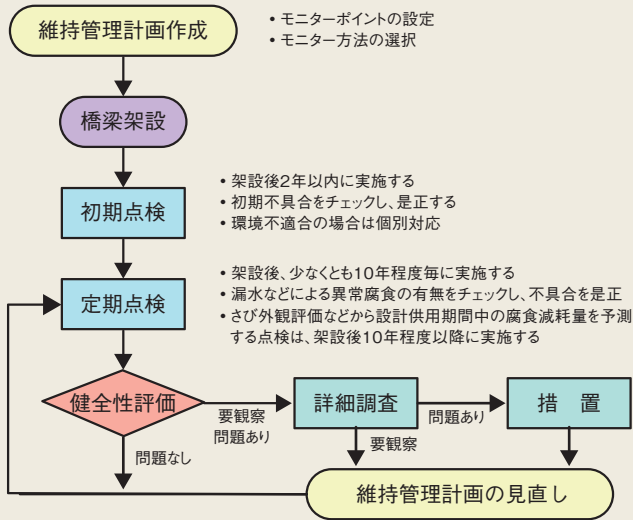 維持管理計画作成
• モニターポイントの設定
• モニター方法の選択
橋梁架設
初期点検
• 架設後2年以内に実施する
• 初期不具合をチェックし、是正する
• 環境不適合の場合は個別対応
定期点検
• 架設後、少なくとも10年程度毎に実施する
• 漏水などによる異常腐食の有無をチェックし、不具合を是正
• さび外観評価などから設計供用期間中の腐食減耗量を予測
する点検は、架設後10年程度以降に実施する
健全性評価
要観察
問題あり
詳細調査
問題あり
措 置
問題なし
要観察
維持管理計画の見直し